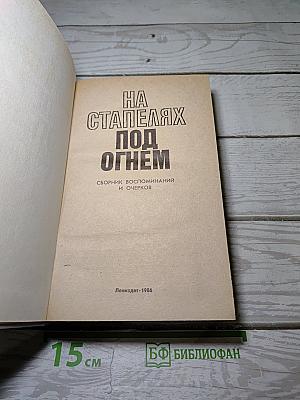 НА
СТАПЕЛЯХ
ПОД
ОГНЕМ
СБОРНИК ВОСПОМИНАНИЙ
И ОЧЕРКОВ
Лениздат·1986
15 см
БФ БИБЛИОФАН